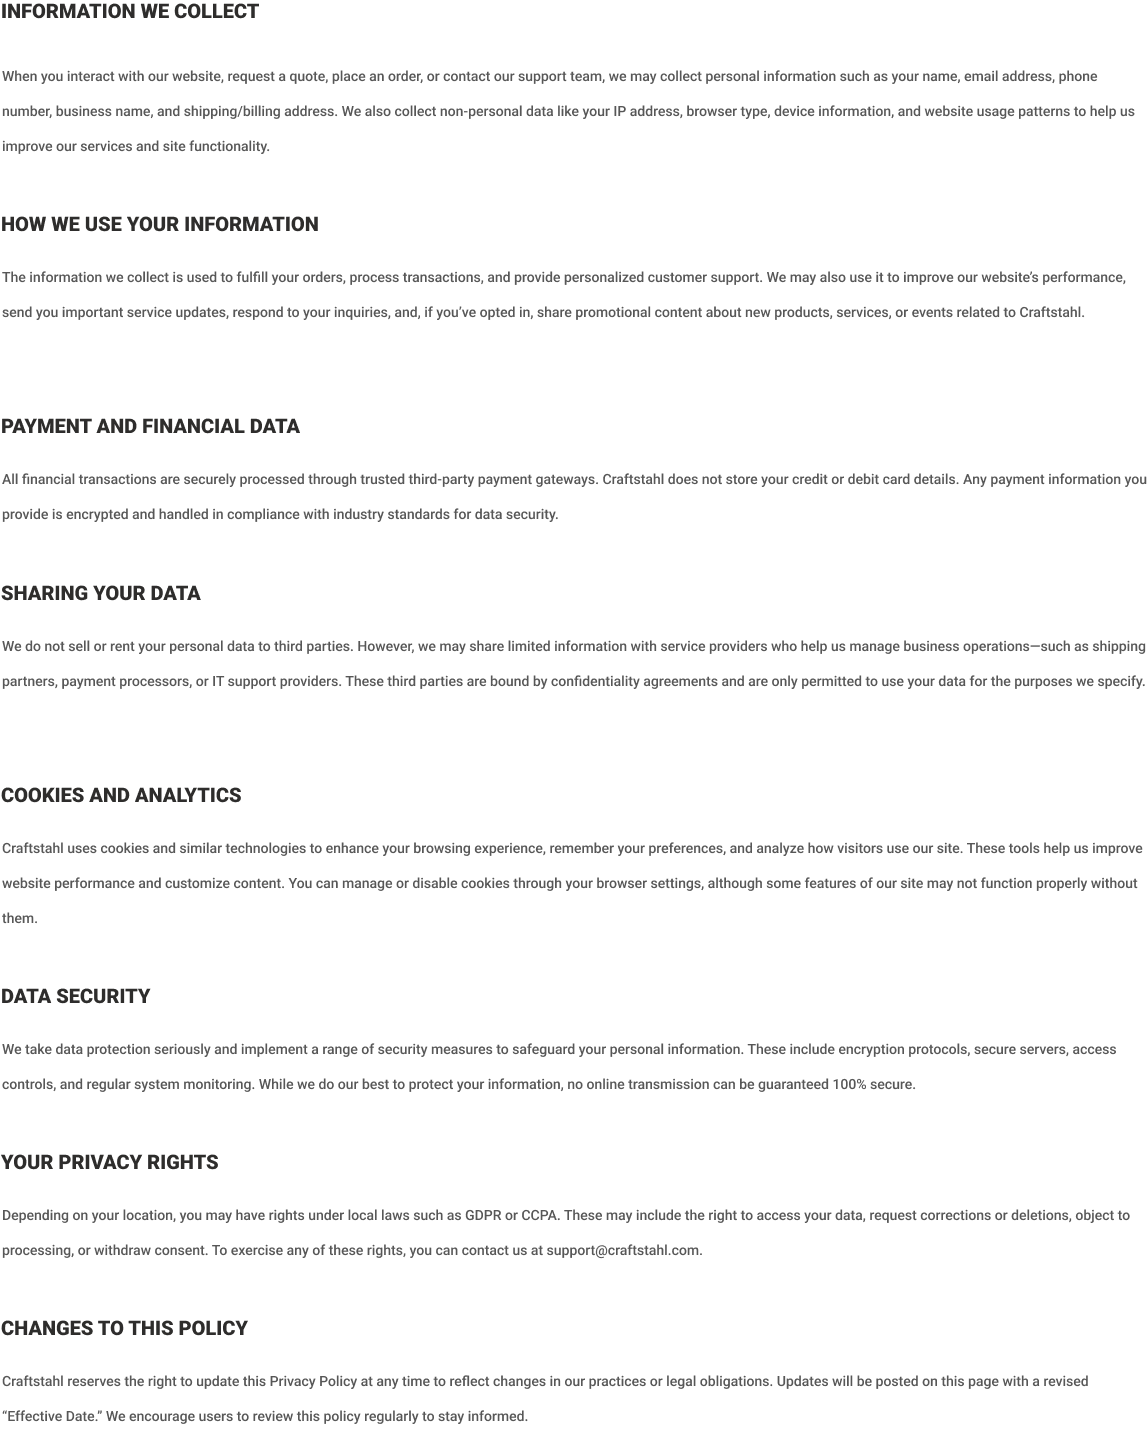 INFORMATION WE COLLECT
When you interact with our website, request a quote, place an order, or contact our support team, we may collect personal information such as your name, email address, phone
number, business name, and shipping/billing address. We also collect non-personal data like your IP address, browser type, device information, and website usage patterns to help us
improve our services and site functionality.
HOW WE USE YOUR INFORMATION
The information we collect is used to fulfill your orders, process transactions, and provide personalized customer support. We may also use it to improve our website’s performance,
send you important service updates, respond to your inquiries, and, if you’ve opted in, share promotional content about new products, services, or events related to Craftstahl.
PAYMENT AND FINANCIAL DATA
All financial transactions are securely processed through trusted third-party payment gateways. Craftstahl does not store your credit or debit card details. Any payment information you
provide is encrypted and handled in compliance with industry standards for data security.
SHARING YOUR DATA
We do not sell or rent your personal data to third parties. However, we may share limited information with service providers who help us manage business operations—such as shipping
partners, payment processors, or IT support providers. These third parties are bound by confidentiality agreements and are only permitted to use your data for the purposes we specify.
COOKIES AND ANALYTICS
Craftstahl uses cookies and similar technologies to enhance your browsing experience, remember your preferences, and analyze how visitors use our site. These tools help us improve
website performance and customize content. You can manage or disable cookies through your browser settings, although some features of our site may not function properly without
them.
DATA SECURITY
We take data protection seriously and implement a range of security measures to safeguard your personal information. These include encryption protocols, secure servers, access
controls, and regular system monitoring. While we do our best to protect your information, no online transmission can be guaranteed 100% secure.
YOUR PRIVACY RIGHTS
Depending on your location, you may have rights under local laws such as GDPR or CCPA. These may include the right to access your data, request corrections or deletions, object to
processing, or withdraw consent. To exercise any of these rights, you can contact us at support@craftstahl.com.
CHANGES TO THIS POLICY
Craftstahl reserves the right to update this Privacy Policy at any time to reflect changes in our practices or legal obligations. Updates will be posted on this page with a revised
“Effective Date.” We encourage users to review this policy regularly to stay informed.